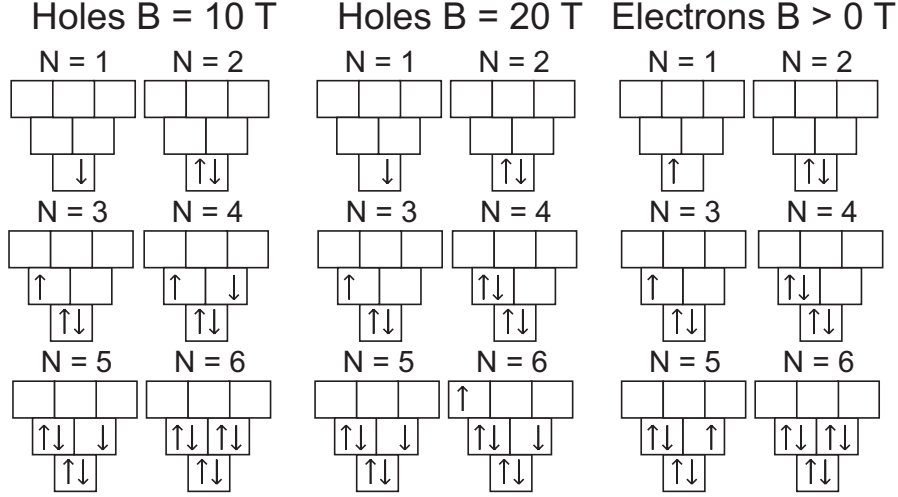 Holes B = 10 T Holes B = 20 T Electrons B > 0 T
N = 1 N = 2 N = 1 N = 2 N = 1 N = 2
↓ ↑↓ ↓ ↑↓ ↑ ↑↓
N = 3 N = 4 N = 3 N = 4 N = 3 N = 4
↑ ↑ ↓ ↑ ↑↓ ↑ ↑↓
↑↓ ↑↓ ↑↓ ↑↓ ↑↓ ↑↓
N = 5 N = 6 N = 5 N = 6 N = 5 N = 6
↑
↑↓ ↓ ↑↓ ↑↓ ↑↓ ↓ ↑↓ ↓ ↑↓ ↑ ↑↓ ↑↓
↑↓ ↑↓ ↑↓ ↑↓ ↑↓ ↑↓